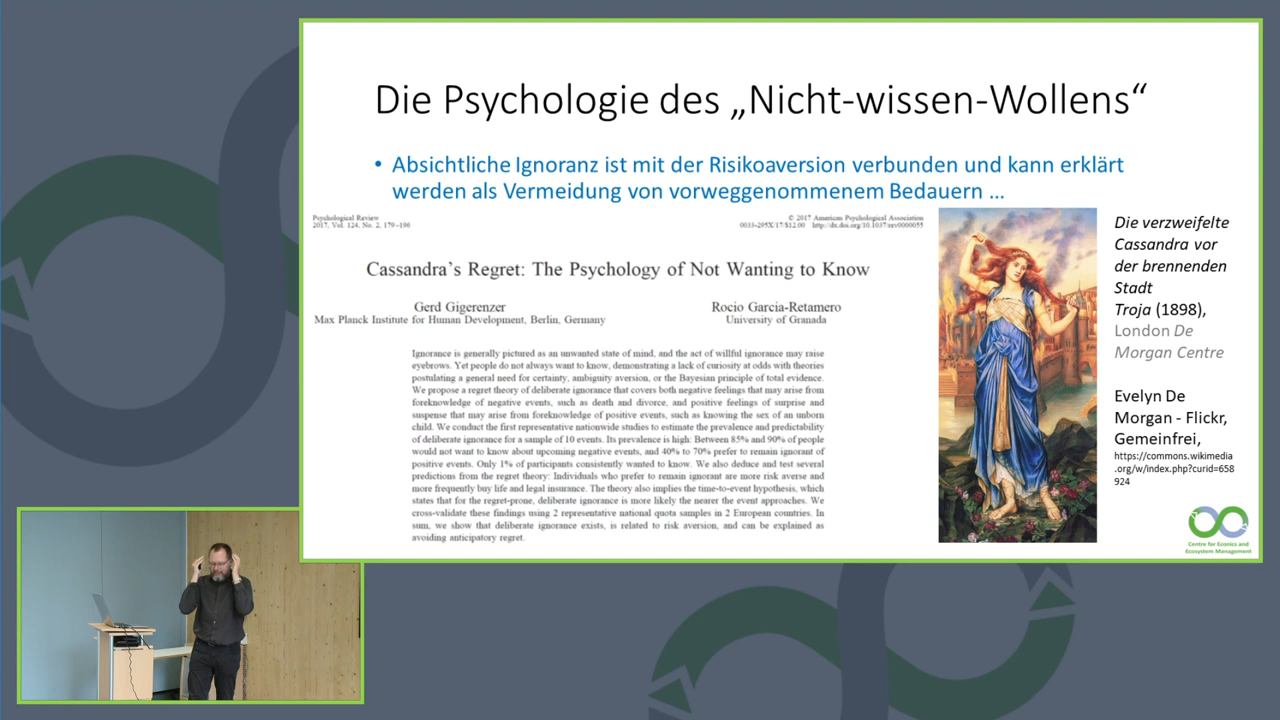 Die Psychologie des „Nicht-wissen-Wollens“
• Absichtliche Ignoranz ist mit der Risikoaversion verbunden und kann erklärt
werden als Vermeidung von vorweggenommenem Bedauern ...
Psychological Review
2017, Vol. 124, No. 2, 179–196
© 2017 American Psychological Association
0033-295X/17/$12.00 http://dx.doi.org/10.1037/rev0000055
Cassandra’s Regret: The Psychology of Not Wanting to Know
Gerd Gigerenzer
Max Planck Institute for Human Development, Berlin, Germany
Rocio Garcia-Retamero
University of Granada
Ignorance is generally pictured as an unwanted state of mind, and the act of willful ignorance may raise
eyebrows. Yet people do not always want to know, demonstrating a lack of curiosity at odds with theories
postulating a general need for certainty, ambiguity aversion, or the Bayesian principle of total evidence.
We propose a regret theory of deliberate ignorance that covers both negative feelings that may arise from
foreknowledge of negative events, such as death and divorce, and positive feelings of surprise and
suspense that may arise from foreknowledge of positive events, such as knowing the sex of an unborn
child. We conduct the first representative nationwide studies to estimate the prevalence and predictability
of deliberate ignorance for a sample of 10 events. Its prevalence is high: Between 85% and 90% of people
would not want to know about upcoming negative events, and 40% to 70% prefer to remain ignorant of
positive events. Only 1% of participants consistently wanted to know. We also deduce and test several
predictions from the regret theory: Individuals who prefer to remain ignorant are more risk averse and
more frequently buy life and legal insurance. The theory also implies the time-to-event hypothesis, which
states that for the regret-prone, deliberate ignorance is more likely the nearer the event approaches. We
cross-validate these findings using 2 representative national quota samples in 2 European countries. In
sum, we show that deliberate ignorance exists, is related to risk aversion, and can be explained as
avoiding anticipatory regret.
Die verzweifelte
Cassandra vor
der brennenden
Stadt
Troja (1898),
London De
Morgan Centre
Evelyn De
Morgan - Flickr,
Gemeinfrei,
https://commons.wikimedia
.org/w/index.php?curid=658
924
Centre for Econics and
Ecosystem Management